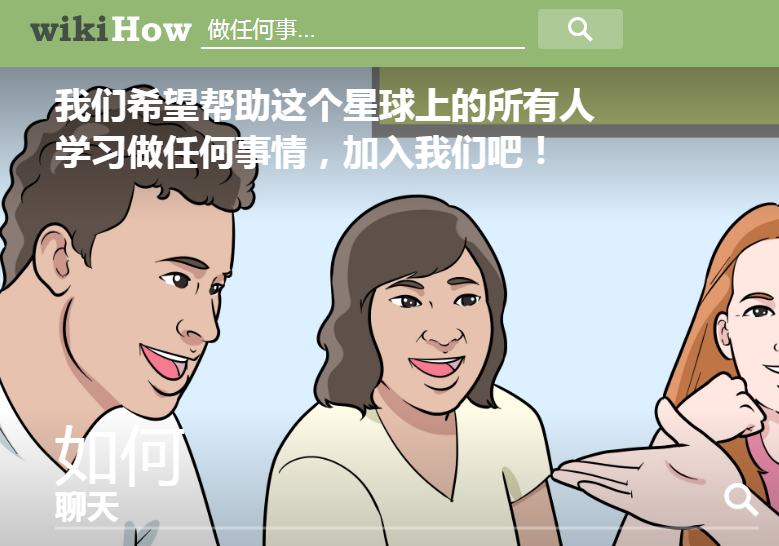 wikiHow 做任何事...
我们希望帮助这个星球上的所有人
学习做任何事情，加入我们吧！
如何
聊天